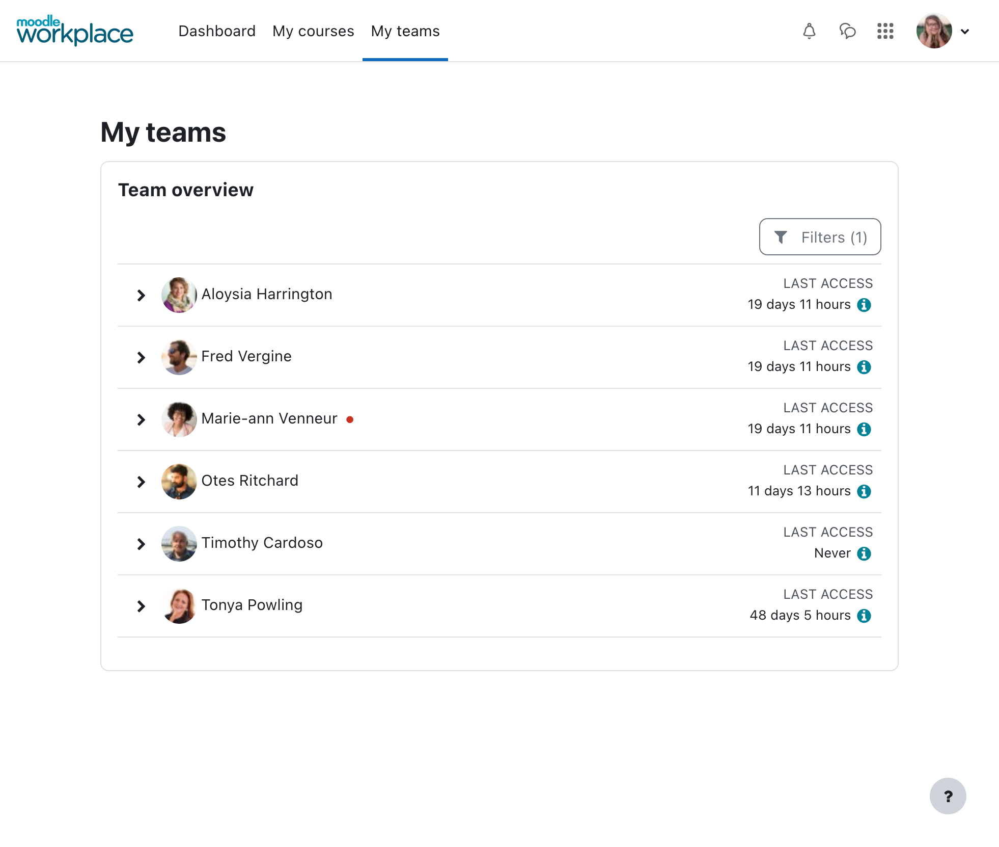 moodle
workplace
Dashboard My courses My teams
My teams
Team overview
Filters (1)
Aloysia Harrington
LAST ACCESS
19 days 11 hours
Fred Vergine
LAST ACCESS
19 days 11 hours
Marie-ann Venneur
LAST ACCESS
19 days 11 hours
Otes Ritchard
LAST ACCESS
11 days 13 hours
Timothy Cardoso
LAST ACCESS
Never
Tonya Powling
LAST ACCESS
48 days 5 hours
?